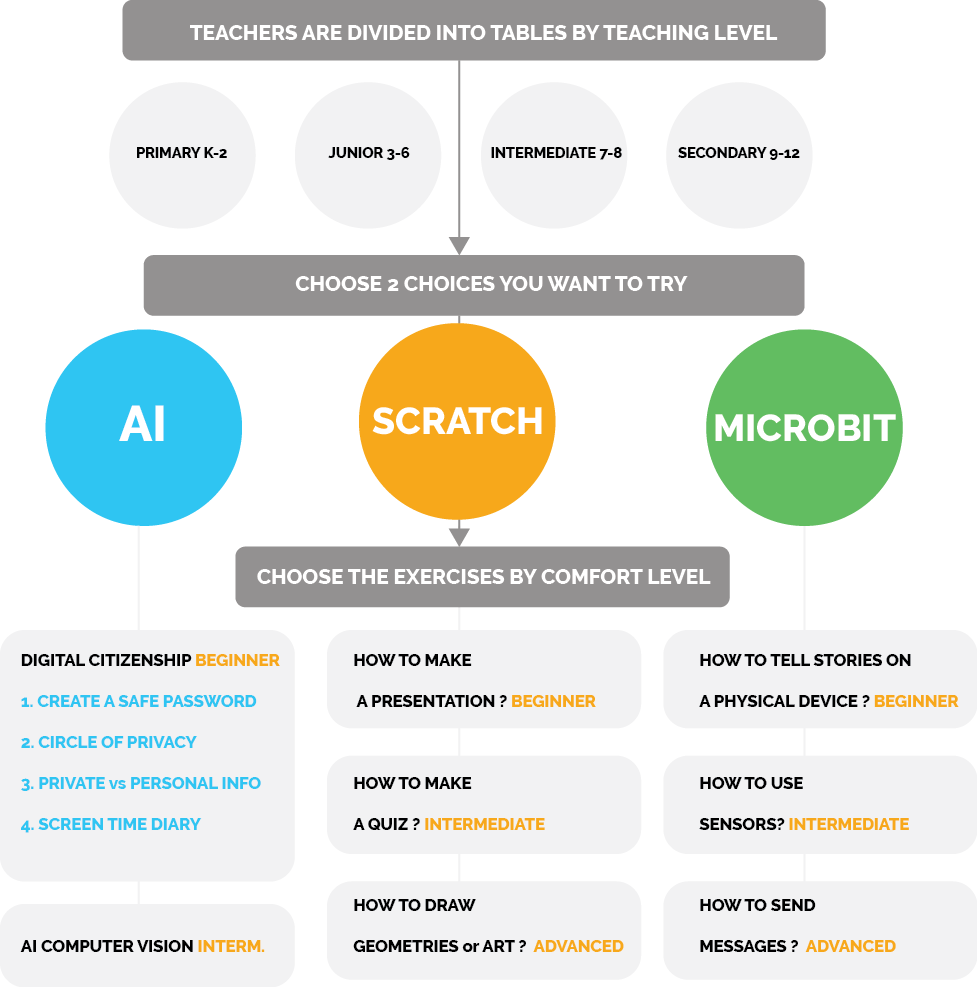 TEACHERS ARE DIVIDED INTO TABLES BY TEACHING LEVEL
PRIMARY K-2
JUNIOR 3-6
INTERMEDIATE 7-8
SECONDARY 9-12
CHOOSE 2 CHOICES YOU WANT TO TRY
AI
SCRATCH
MICROBIT
CHOOSE THE EXERCISES BY COMFORT LEVEL
DIGITAL CITIZENSHIP BEGINNER
1. CREATE A SAFE PASSWORD
2. CIRCLE OF PRIVACY
3. PRIVATE vs PERSONAL INFO
4. SCREEN TIME DIARY
AI COMPUTER VISION INTERM.
HOW TO MAKE
A PRESENTATION ? BEGINNER
HOW TO MAKE
A QUIZ ? INTERMEDIATE
HOW TO DRAW
GEOMETRIES or ART ? ADVANCED
HOW TO TELL STORIES ON
A PHYSICAL DEVICE ? BEGINNER
HOW TO USE
SENSORS? INTERMEDIATE
HOW TO SEND
MESSAGES ? ADVANCED